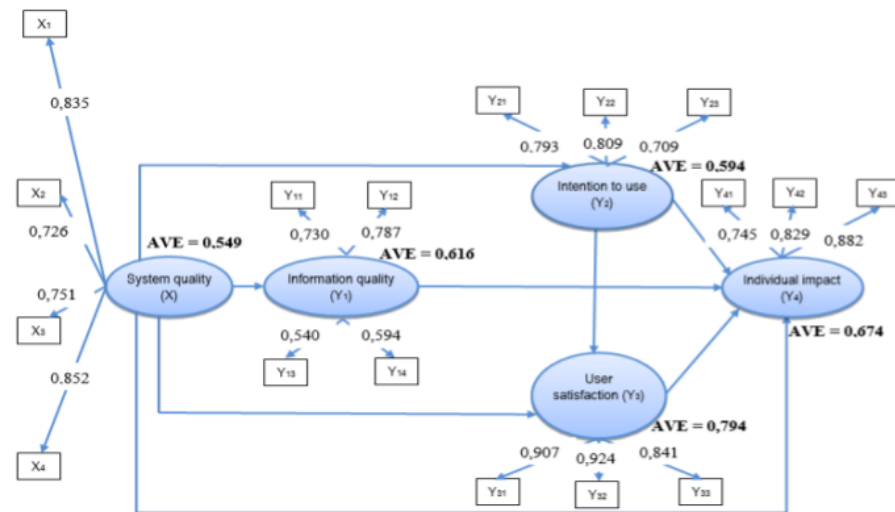 X1
0,835
X2
0,726
0,751
X3
0,852
X4
AVE = 0,549
System quality
(X)
Y11
Y12
0,730
0,787
AVE = 0,616
Information quality
(Y1)
0,540
0,594
Y13
Y14
Y21
Y22
Y23
0,793
0,809
0,709
AVE = 0,594
Intention to use
(Y2)
User
satisfaction (Y3)
AVE = 0,794
0,907
0,924
0,841
Y31
Y32
Y33
Y41
Y42
Y43
0,745
0,829
0,882
Individual impact
(Y4)
AVE = 0,674